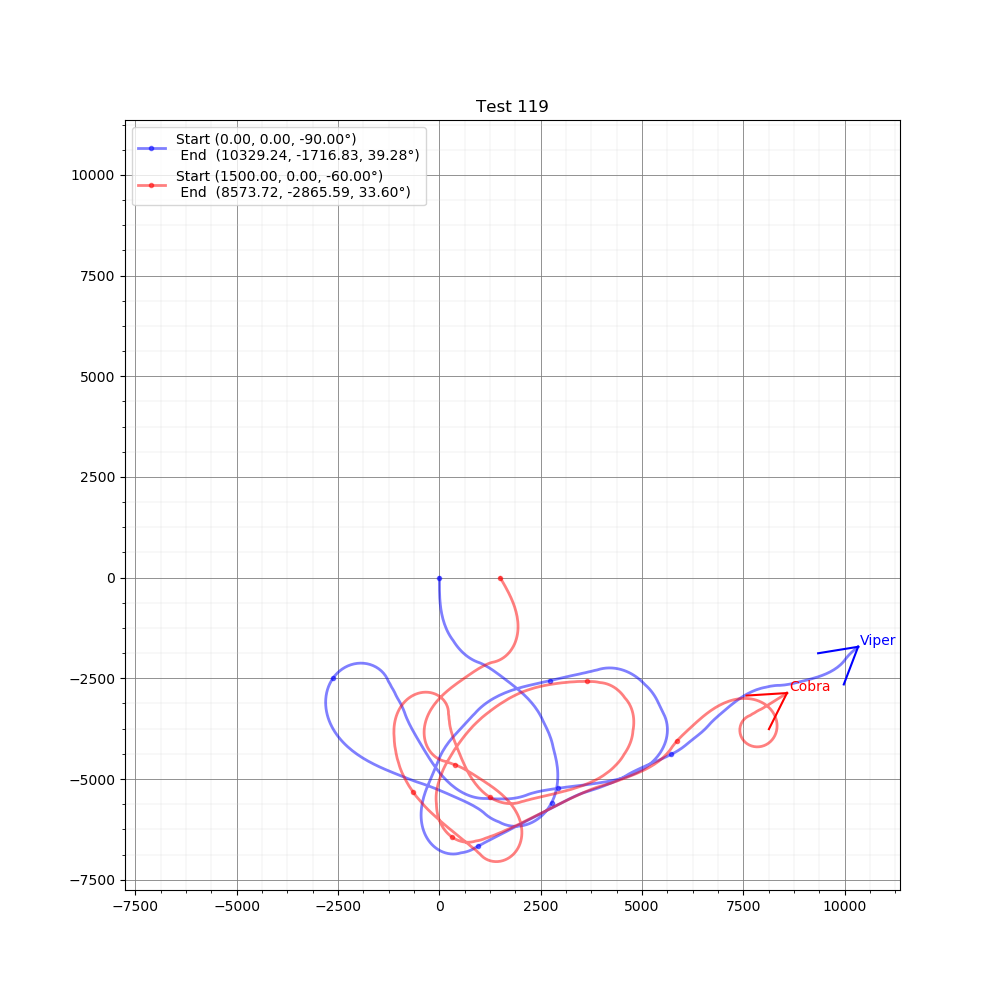 Test 119
Start (0.00, 0.00, -90.00°)
End  (10329.24, -1716.83, 39.28°)
Start (1500.00, 0.00, -60.00°)
End  (8573.72, -2865.59, 33.60°)
10000
7500
5000
2500
0
−2500
−5000
−7500
Viper
Cobra
−7500 −5000 −2500 0 2500 5000 7500 10000